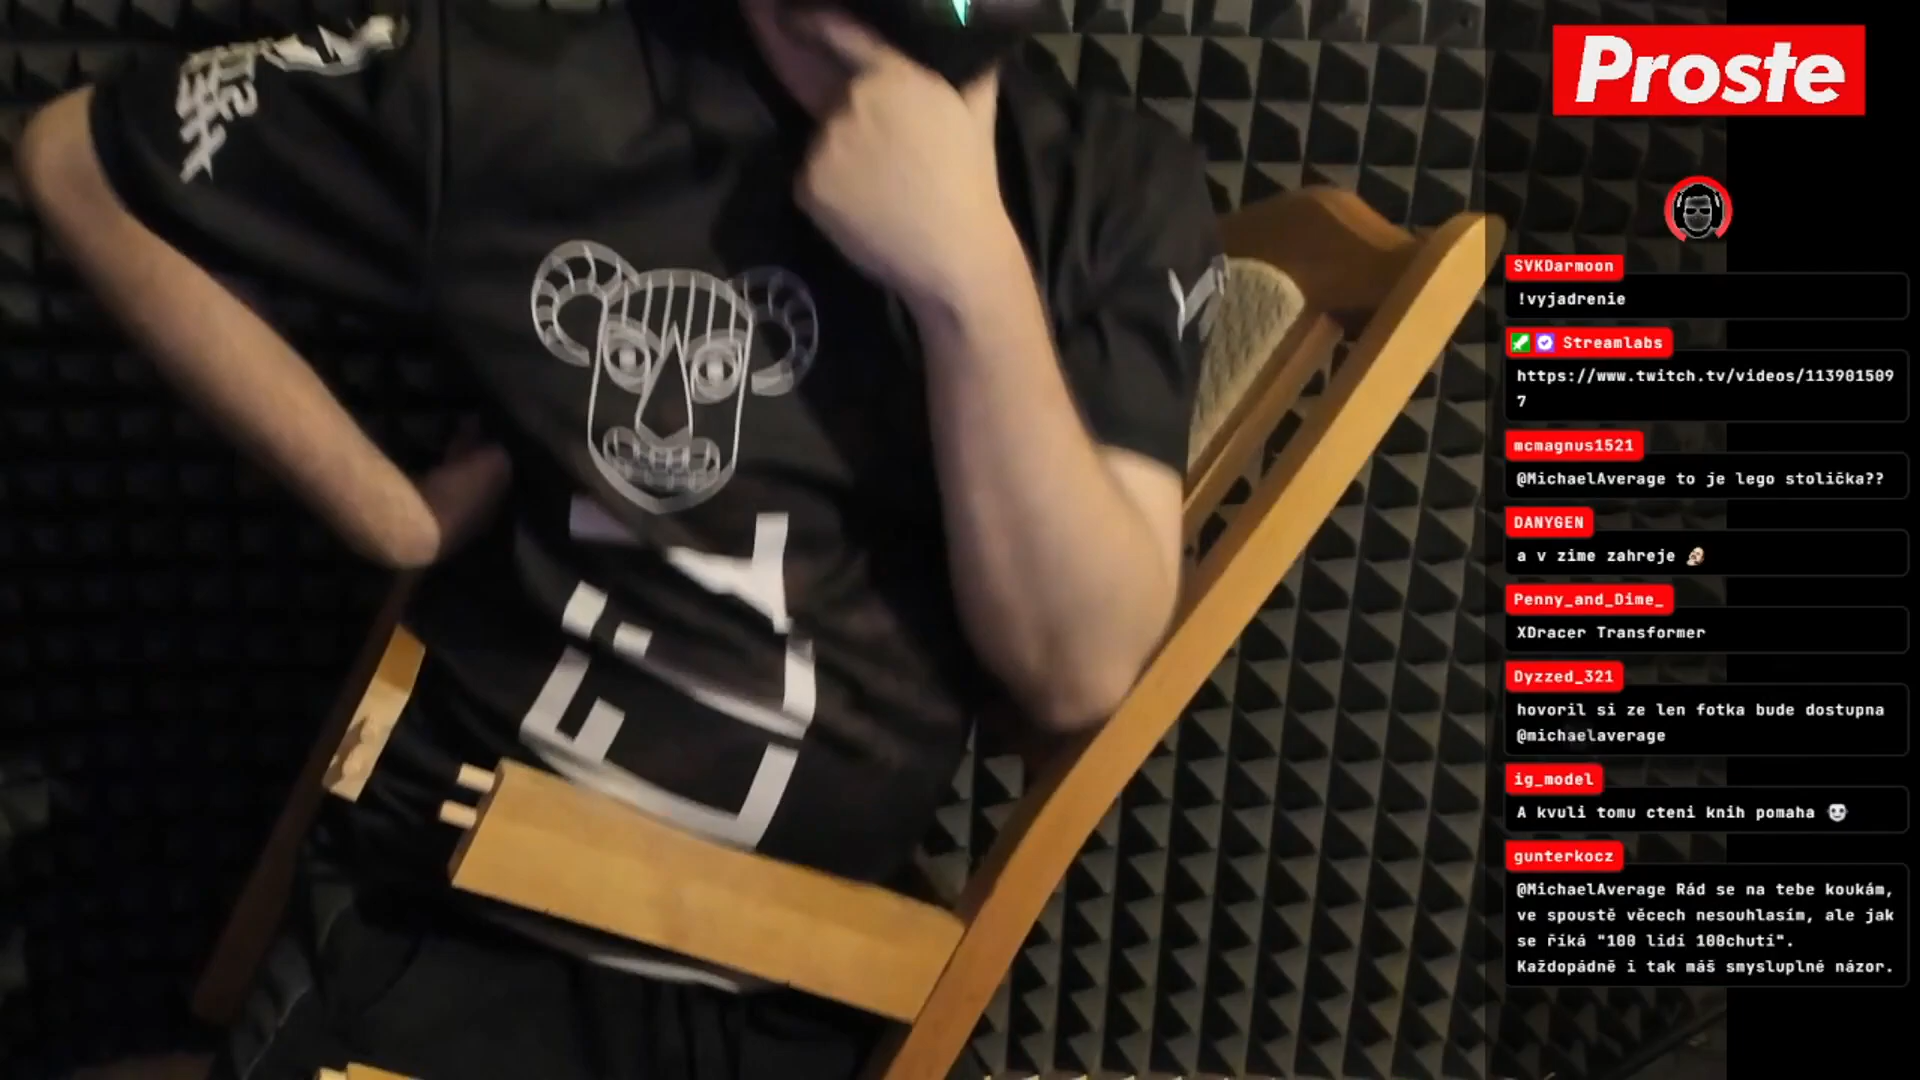 Proste
SVKDarmoon
!vyjadrenie
Streamlabs
https://www.twitch.tv/videos/113901509
7
mcmagnus1521
@MichaelAverage to je lego stolička??
DANYGEN
a v zime zahreje
Penny_and_Dime_
XDracer Transformer
Dyzzed_321
hovoril si ze len fotka bude dostupna
@michaelaverage
ig_model
A kvuli tomu cteni knih pomaha
gunterkocz
@MichaelAverage Rád se na tebe koukám,
ve spoustě věcech nesouhlasím, ale jak
se říká "100 lidí 100chutí".
Každopádně i tak máš smysluplné názor.